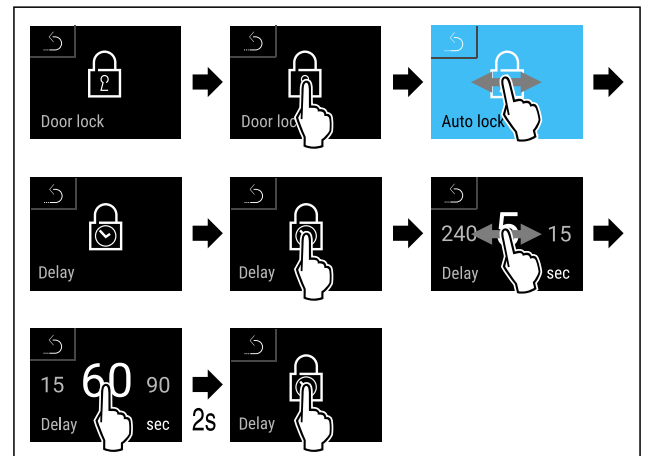 Door lock
Door loc
Auto lock
Delay
Delay
240 5 15
Delay sec
15 60 90
Delay sec
2s
Delay